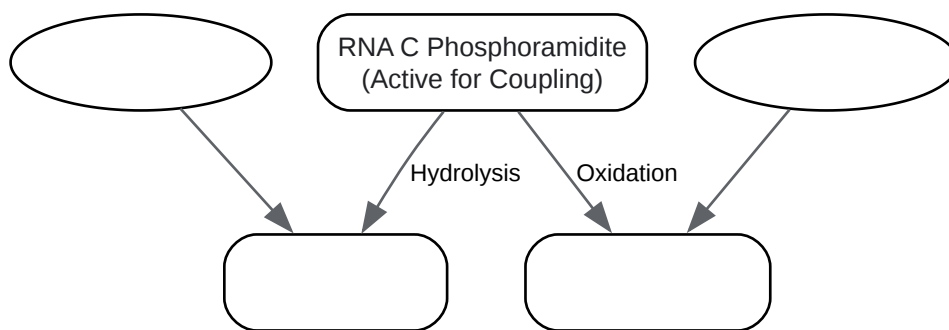 RNA C Phosphoramidite
(Active for Coupling)
Hydrolysis
Oxidation